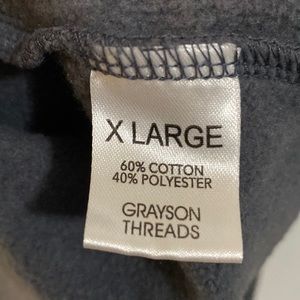 X LARGE
60% COTTON
40% POLYESTER
GRAYSON
THREADS